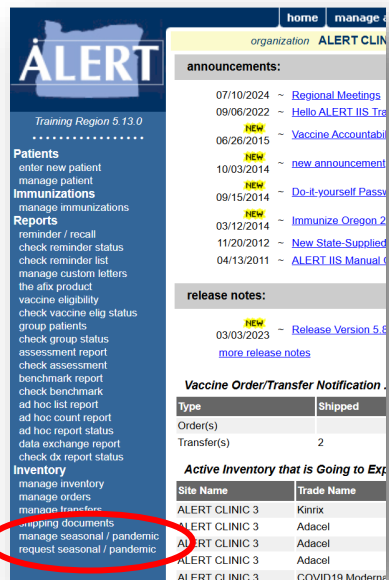 home manage
organization ALERT CLIN
ALERT
Training Region 5.13.0
Patients
enter new patient
manage patient
Immunizations
manage immunizations
Reports
reminder / recall
check reminder status
check reminder list
manage custom letters
the afix product
vaccine eligibility
check vaccine elig status
group patients
check group status
assessment report
check assessment
benchmark report
check benchmark
ad hoc list report
ad hoc count report
ad hoc report status
data exchange report
check dx report status
Inventory
manage inventory
manage orders
manage transfers
shipping documents
manage seasonal / pandemic
request seasonal / pandemic
announcements:
07/10/2024 ~ Regional Meetings
09/06/2022 ~ Hello ALERT IIS Tra
NEW
06/26/2015 ~ Vaccine Accountabil
NEW
10/03/2014 ~ new announcement
NEW
09/15/2014 ~ Do-it-yourself Passw
NEW
03/12/2014 ~ Immunize Oregon 2
11/20/2012 ~ New State-Supplied
04/13/2011 ~ ALERT IIS Manual
release notes:
NEW
03/03/2023 ~ Release Version 5.8
more release notes
Vaccine Order/Transfer Notification .
Type Shipped
Order(s)
Transfer(s) 2
Active Inventory that is Going to Exp
Site Name Trade Name
ALERT CLINIC 3 Kinrix
ALERT CLINIC 3 Adacel
ALERT CLINIC 3 Adacel
ALERT CLINIC 3 Adacel
ALERT CLINIC 3 COVID19 Moderna